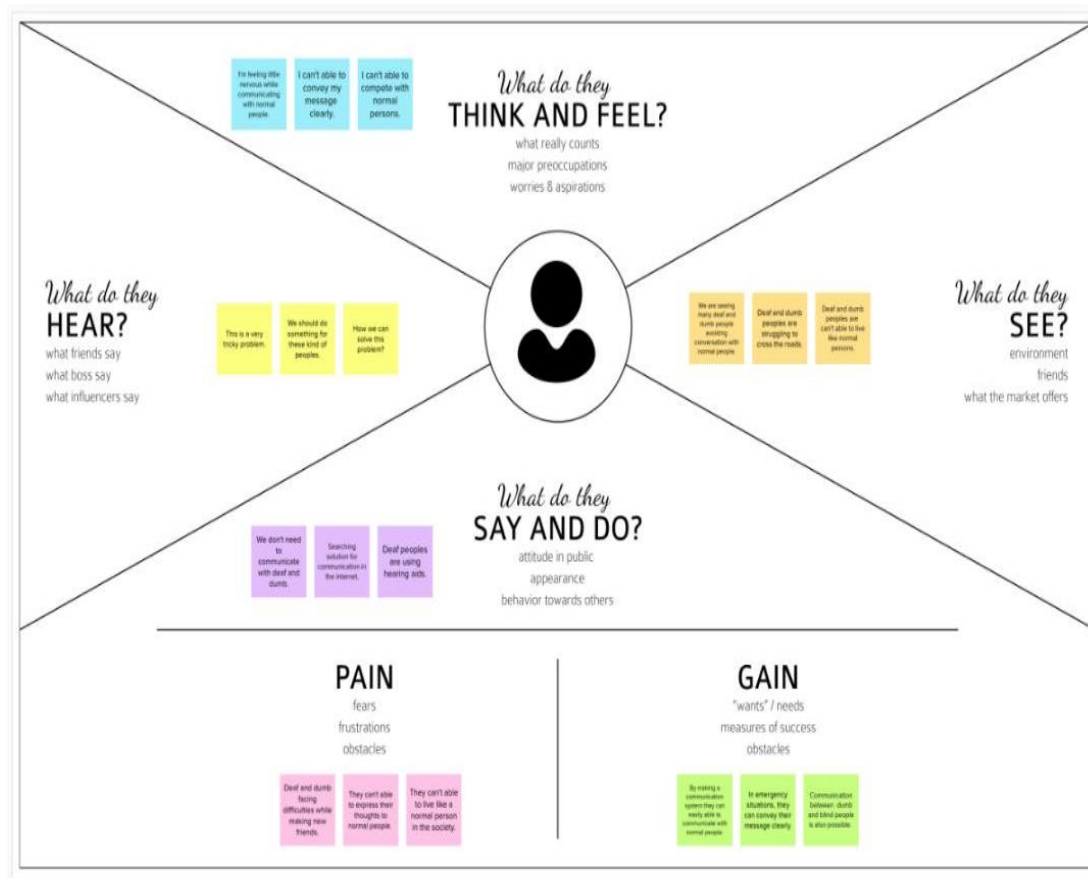 I'm feeling little
nervous while
communicating
with normal
people.
I can't able to
convey my
message
clearly.
I can't able to
compete with
normal
persons.
What do they
THINK AND FEEL?
what really counts
major preoccupations
worries & aspirations
What do they
HEAR?
what friends say
what boss say
what influencers say
This is a very
tricky problem.
We should do
something for
these kind of
peoples.
How we can
solve this
problem?
We are seeing
many deaf and
dumb people
avoiding
conversation with
normal people
Deaf and dumb
peoples are
struggling to
cross the roads.
Deaf and dumb
peoples are
can't able to live
like normal
persons.
What do they
SEE?
environment
friends
what the market offers
What do they
SAY AND DO?
attitude in public
appearance
behavior towards others
We don't need
to
communicate
with deaf and
dumb.
Searching
solution for
communication in
the internet.
Deaf peoples
are using
hearing aids.
PAIN
fears
frustrations
obstacles
Deaf and dumb
facing
difficulties while
making new
friends.
They can't able
to express their
thoughts to
normal people.
They can't able
to live like a
normal person
in the society.
GAIN
"wants" / needs
measures of success
obstacles
By making a
communication
system they can
easily able to
communicate with
normal people.
In emergency
situations, they
can convey their
message clearly.
Communication
between dumb
and blind people
is also possible.